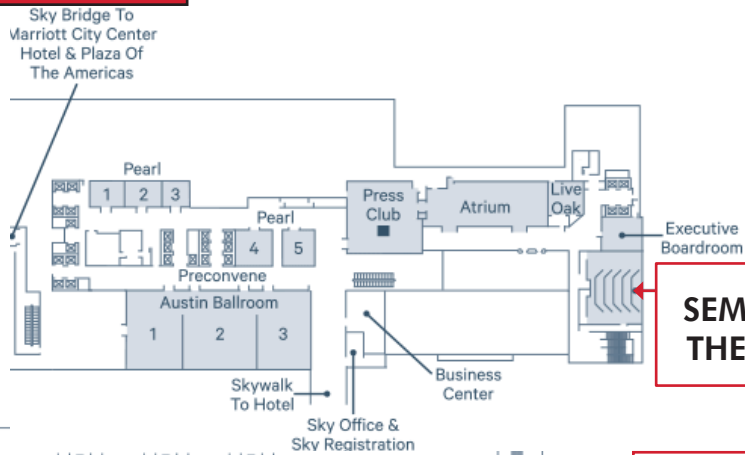 Sky Bridge To
Marriott City Center
Hotel & Plaza Of
The Americas
Pearl
1 2 3
Press
Club
Atrium
Live
Oak
Pearl
4 5
Executive
Boardroom
Preconvene
Austin Ballroom
1 2 3
SEM
THE
Skywalk
To Hotel
Business
Center
Sky Office &
Sky Registration